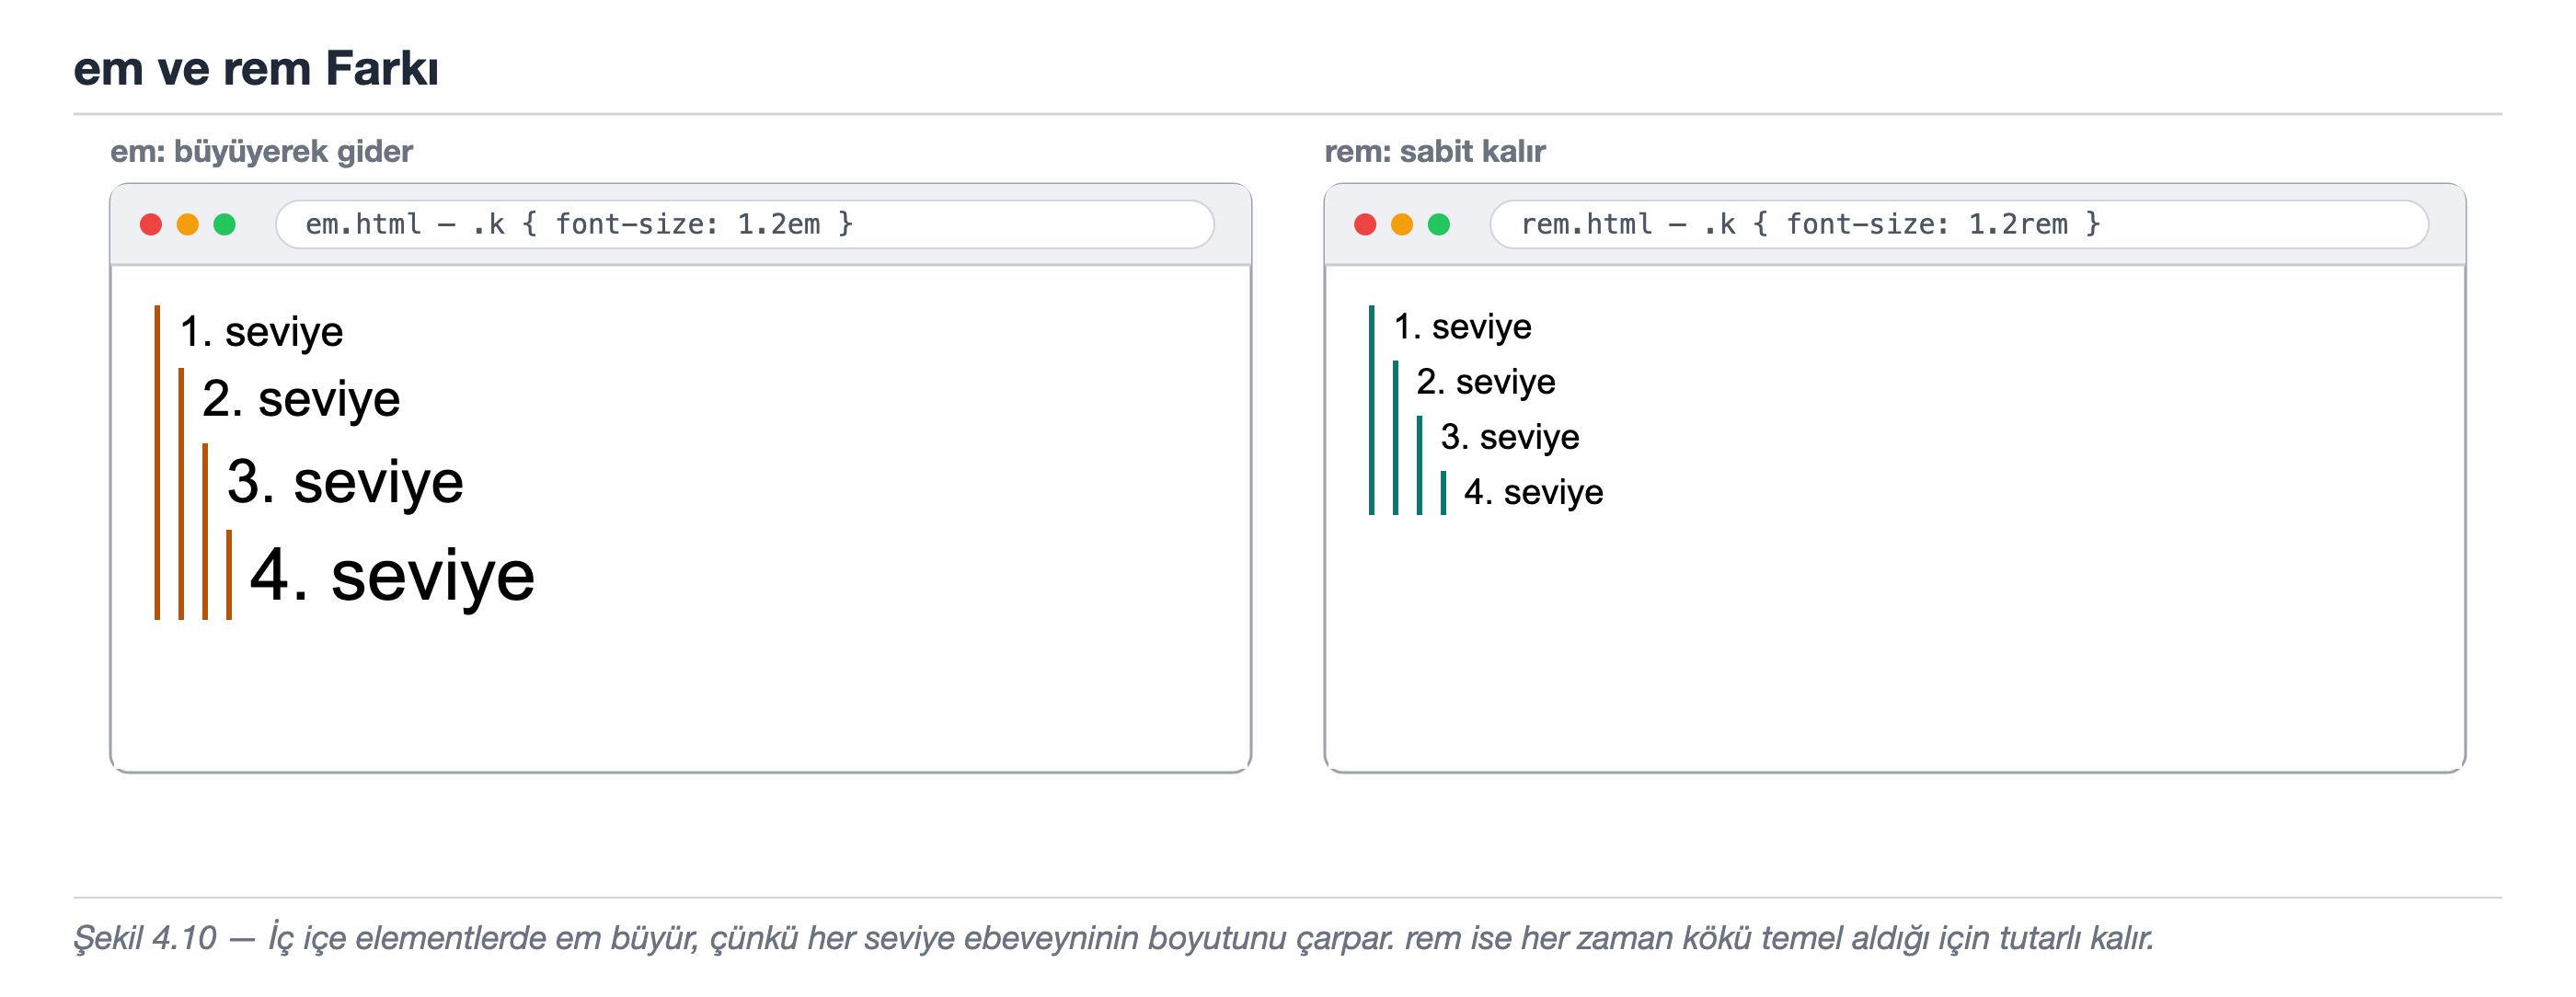 em ve rem Farkı
em: büyüyerek gider
em.html — .k { font-size: 1.2em }
1. seviye
2. seviye
3. seviye
4. seviye
rem: sabit kalır
rem.html — .k { font-size: 1.2rem }
1. seviye
2. seviye
3. seviye
4. seviye
Şekil 4.10 — İç içe elementlerde em büyür, çünkü her seviye ebeveyninin boyutunu çarpar. rem ise her zaman kökü temel aldığı için tutarlı kalır.